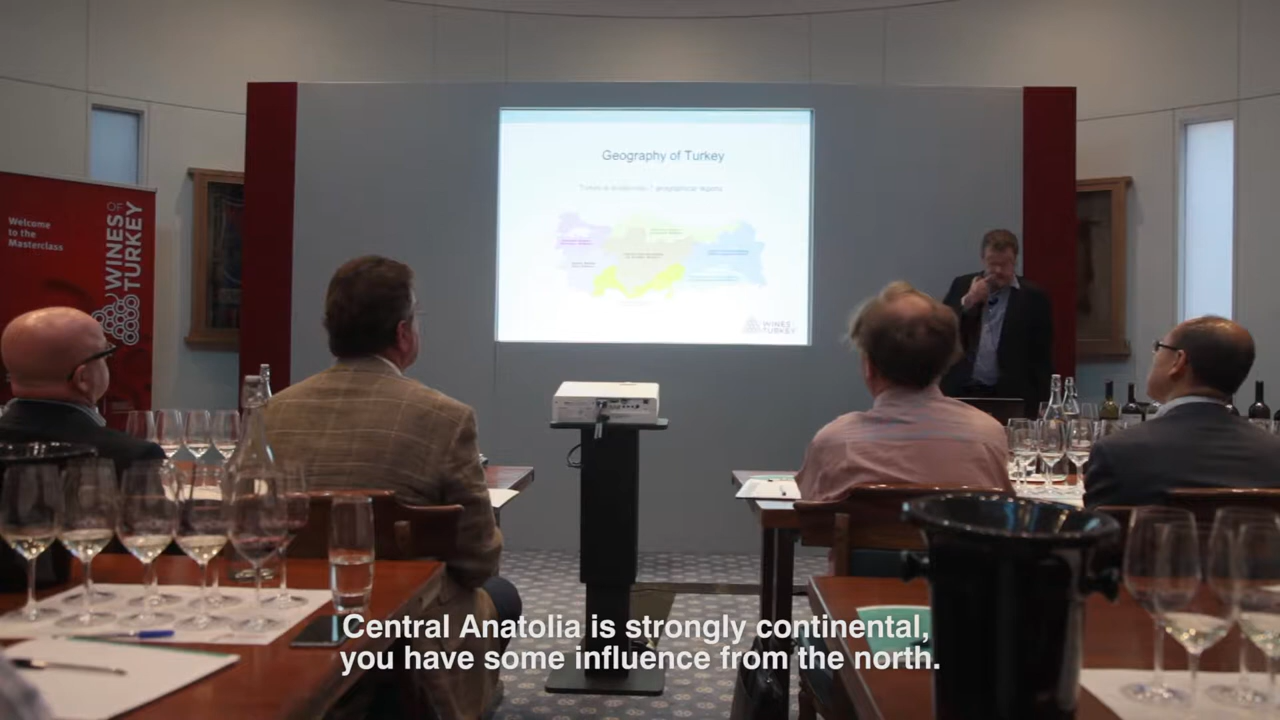 Geography of Turkey
Welcome
to the
Masterclass
WINES
OF
TURKEY
WINES
TURKEY
Central Anatolia is strongly continental,
you have some influence from the north.